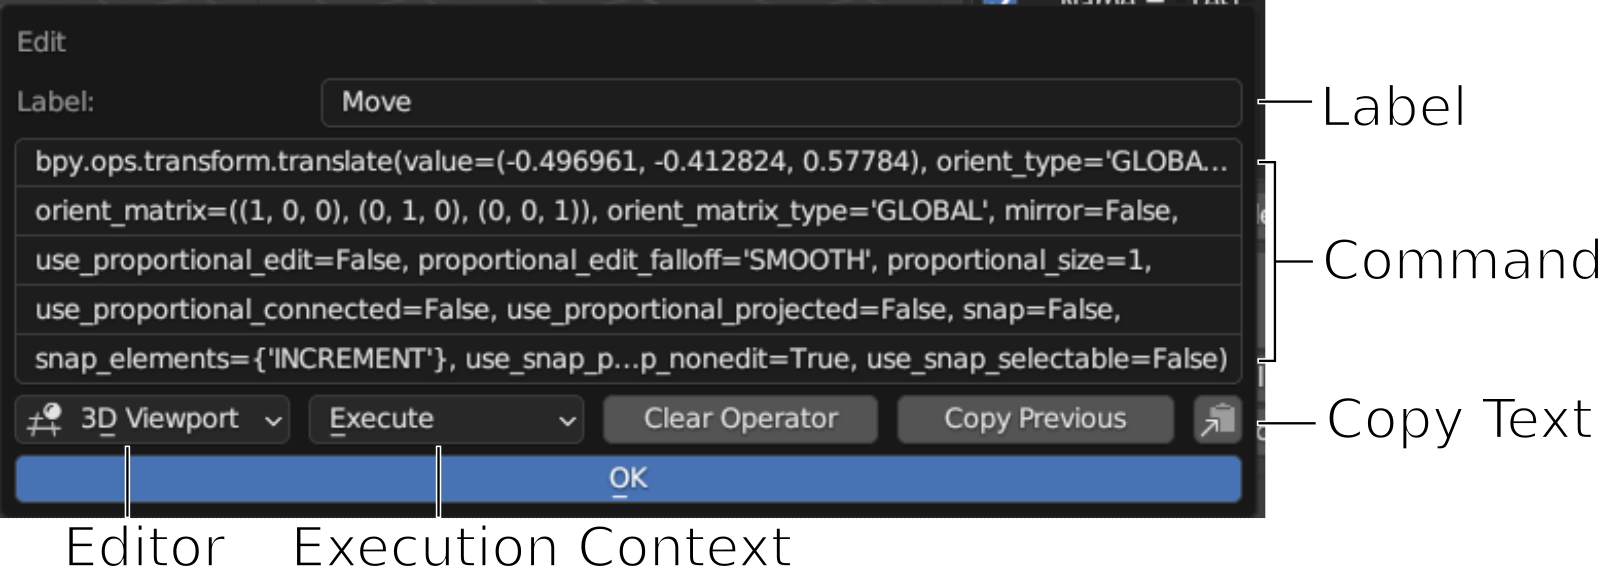 Edit
Label:
Move
Label
bpy.ops.transform.translate(value=(-0.496961, -0.412824, 0.57784), orient_type='GLOBA...
orient_matrix=((1, 0, 0), (0, 1, 0), (0, 0, 1)), orient_matrix_type='GLOBAL', mirror=False,
use_proportional_edit=False, proportional_edit_falloff='SMOOTH', proportional_size=1,
use_proportional_connected=False, use_proportional_projected=False, snap=False,
snap_elements={'INCREMENT'}, use_snap_p...p_nonedit=True, use_snap_selectable=False)
Command
3D Viewport
Execute
Clear Operator
Copy Previous
Copy Text
OK
Editor
Execution Context